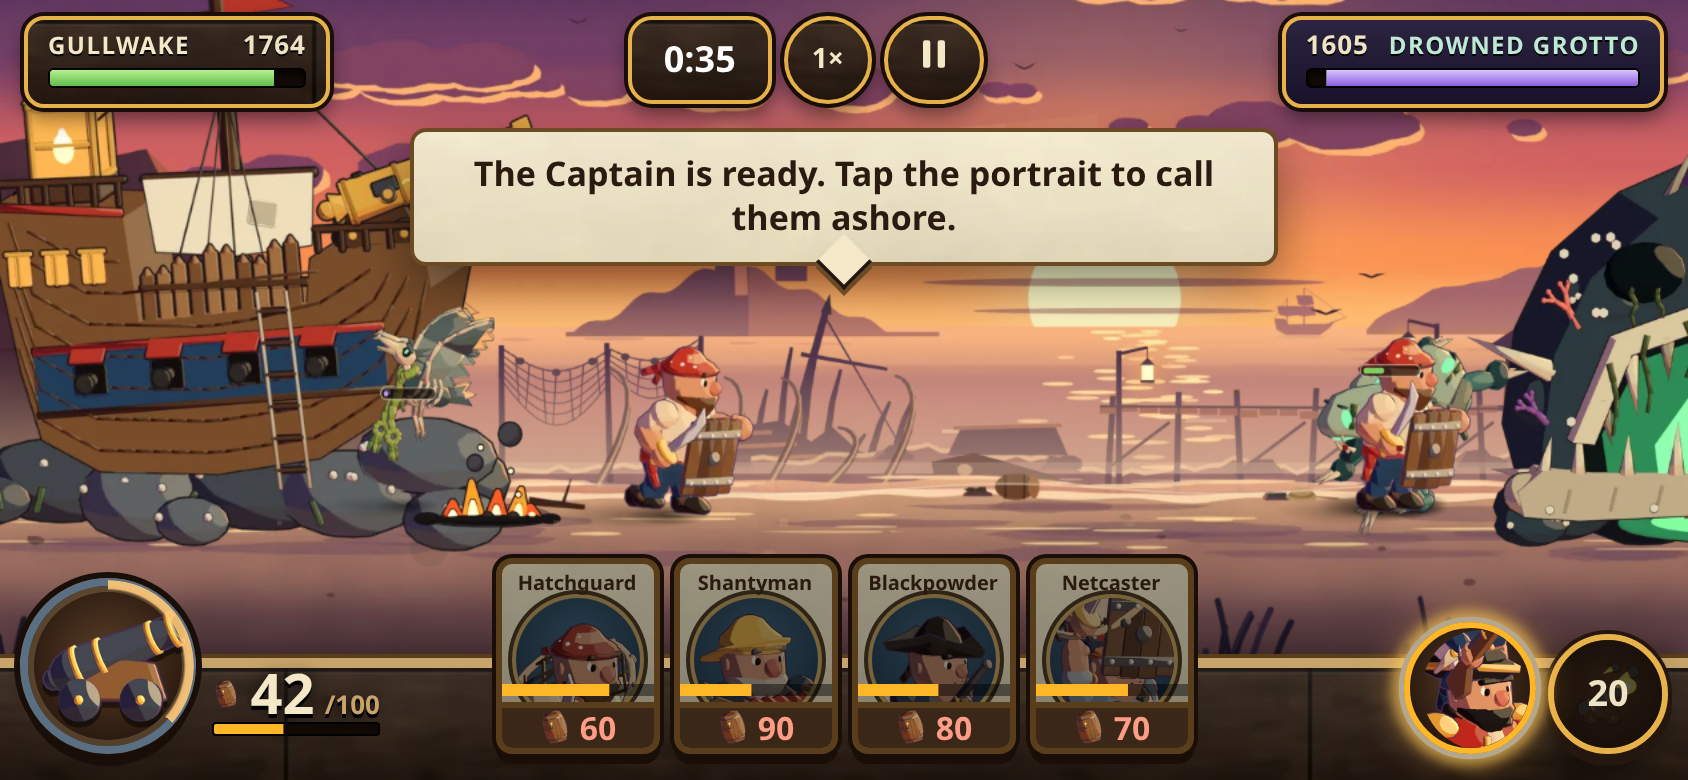 GULLWAKE 1764
0:35
1×
1605 DROWNED GROTTO
The Captain is ready. Tap the portrait to call
them ashore.
42 /100
Hatchguard
60
Shantyman
90
Blackpowder
80
Netcaster
70
20